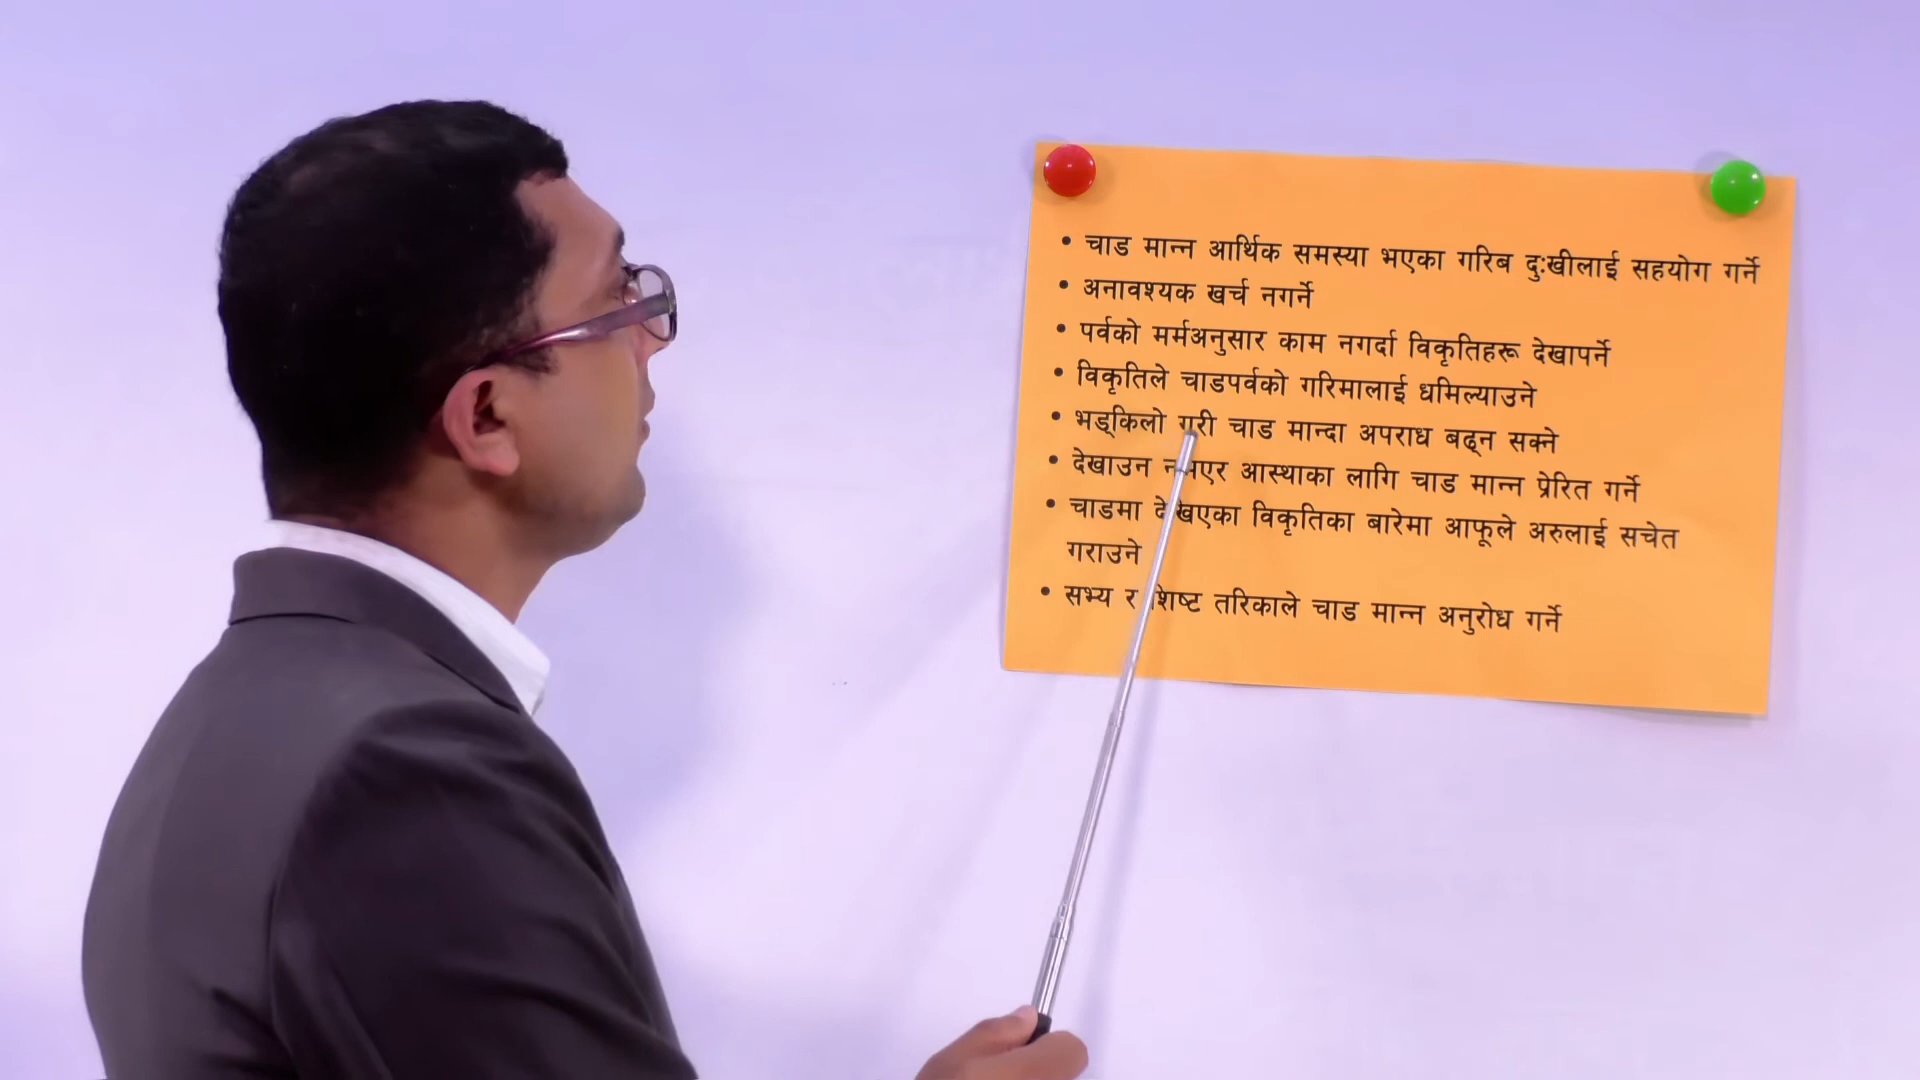 • चाड मान्न आर्थिक समस्या भएका गरिब दुःखीलाई सहयोग गर्ने
• अनावश्यक खर्च नगर्ने
• पर्वको मर्मअनुसार काम नगर्दा विकृतिहरू देखापर्ने
• विकृतिले चाडपर्वको गरिमालाई धमिल्याउने
• भड्किलो गरी चाड मान्दा अपराध बढ्न सक्ने
• देखाउन नभएर आस्थाका लागि चाड मान्न प्रेरित गर्ने
• चाडमा देखिएका विकृतिका बारेमा आफूले अरुलाई सचेत
गराउने
• सभ्य र शिष्ट तरिकाले चाड मान्न अनुरोध गर्ने